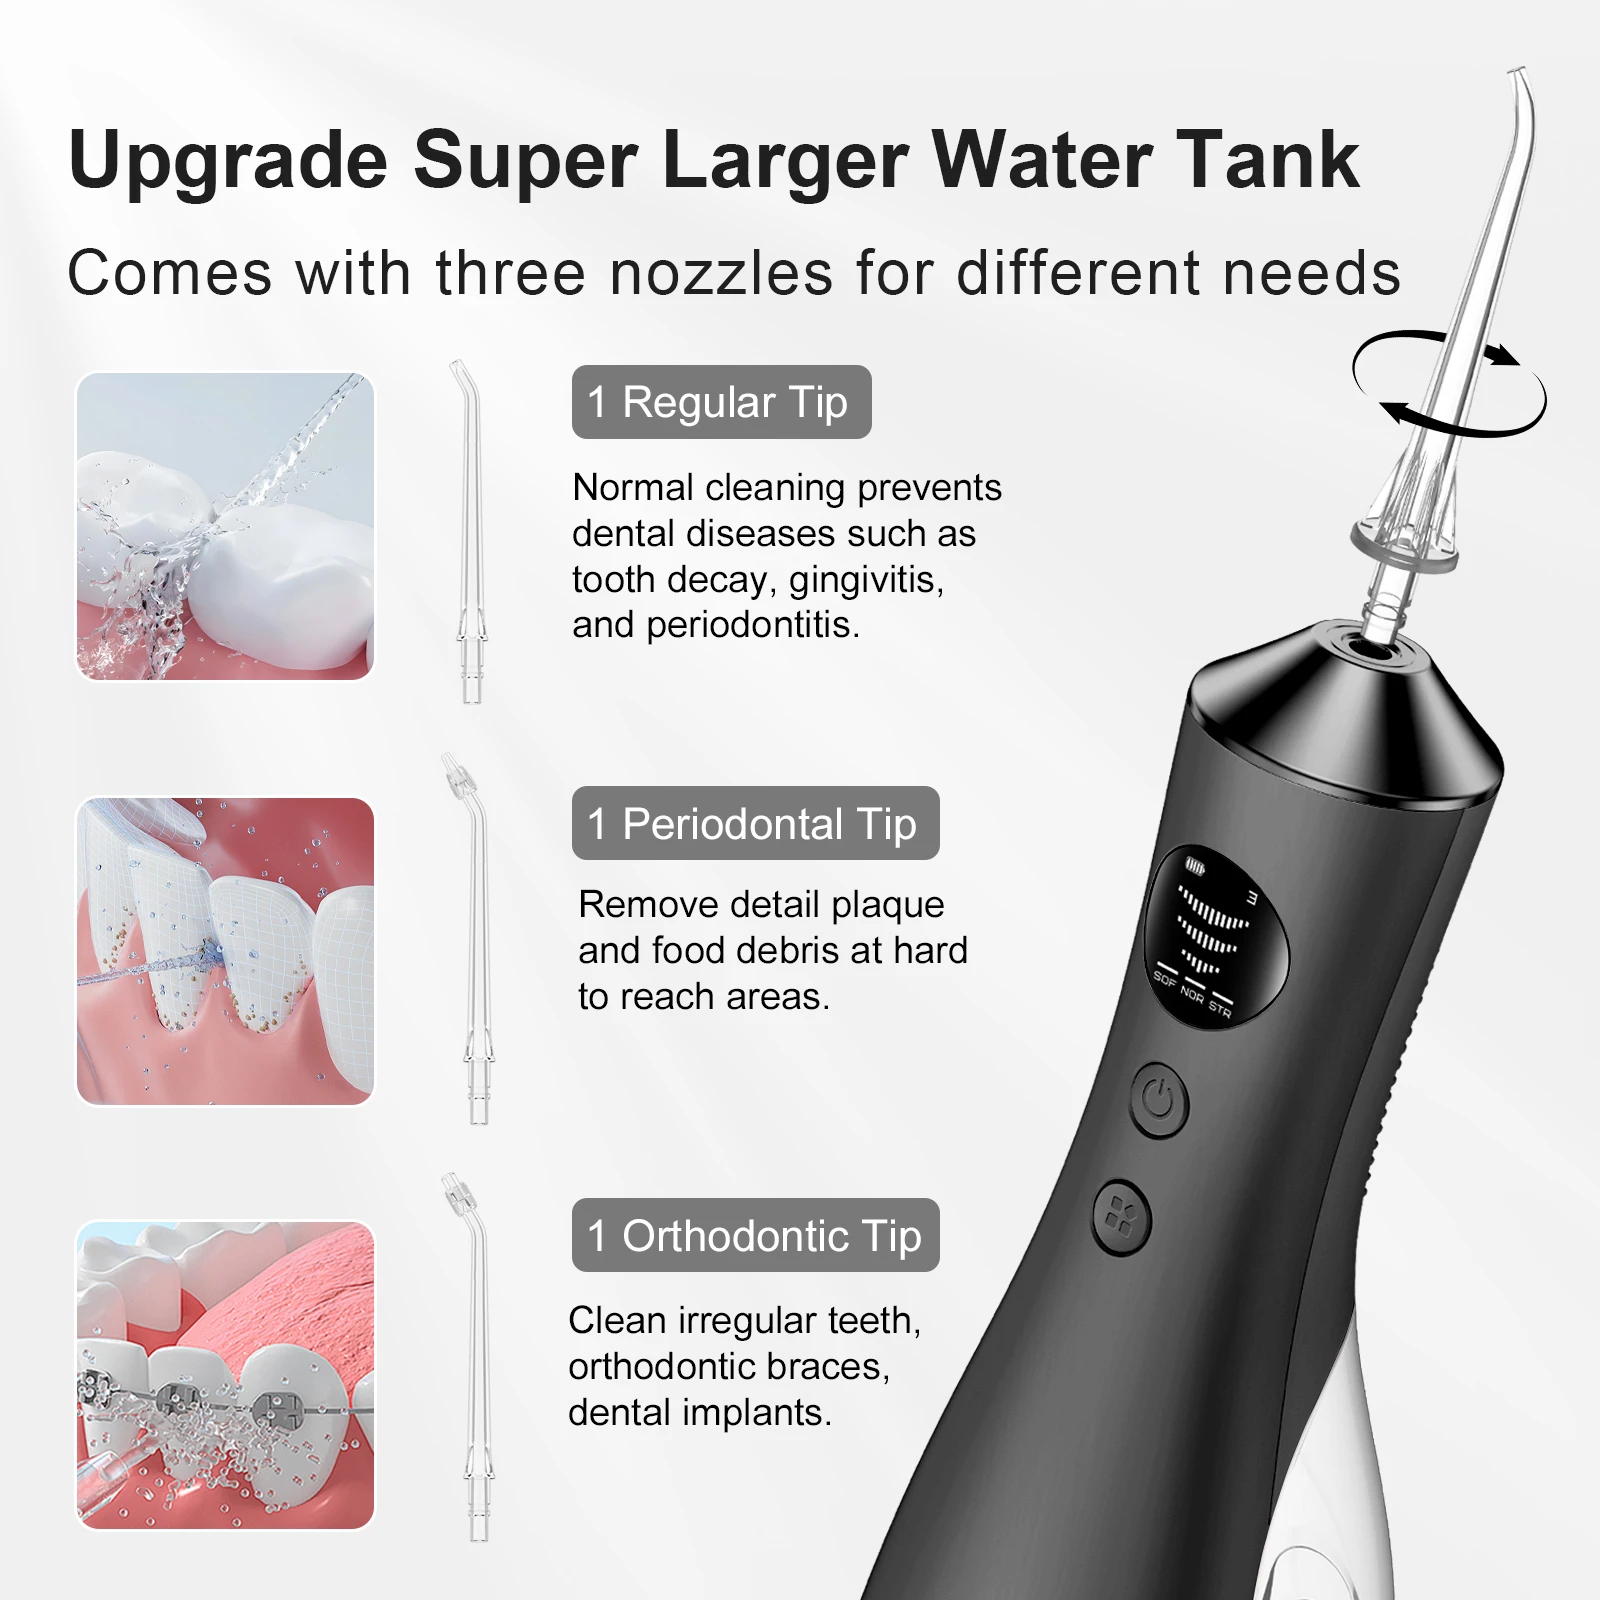 Upgrade Super Larger Water Tank
Comes with three nozzles for different needs
1 Regular Tip
Normal cleaning prevents
dental diseases such as
tooth decay, gingivitis,
and periodontitis.
1 Periodontal Tip
Remove detail plaque
and food debris at hard
to reach areas.
1 Orthodontic Tip
Clean irregular teeth,
orthodontic braces,
dental implants.
SOF NOR STR